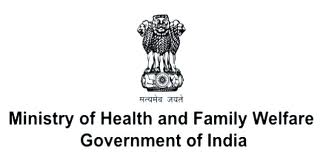 सत्यमेव जयते
Ministry of Health and Family Welfare
Government of India